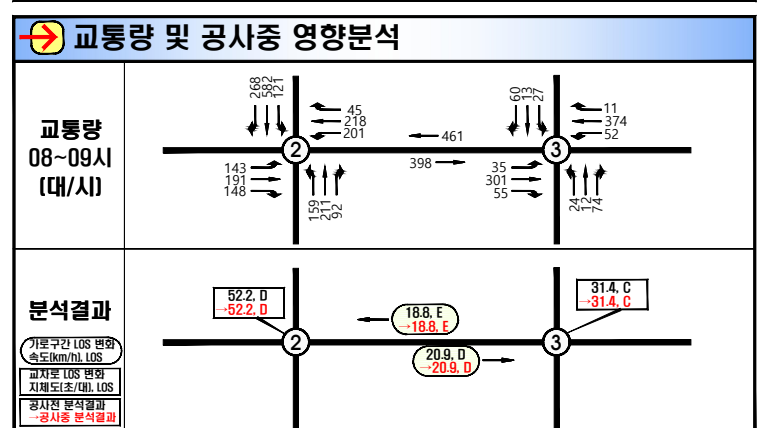 교통량 및 공사중 영향분석
교통량
08~09시
(대/시)
268
582
121
45
218
201
143
191
148
159
211
92
2
461
398
60
13
27
11
374
52
35
301
55
24
12
74
3
분석결과
가로구간 LOS 변화
속도(km/h), LOS
교차로 LOS 변화
지체도(초/대), LOS
공사전 분석결과
→공사중 분석결과
52.2, D
→52.2, D
2
18.8, E
→18.8, E
20.9, D
→20.9, D
31.4, C
→31.4, C
3